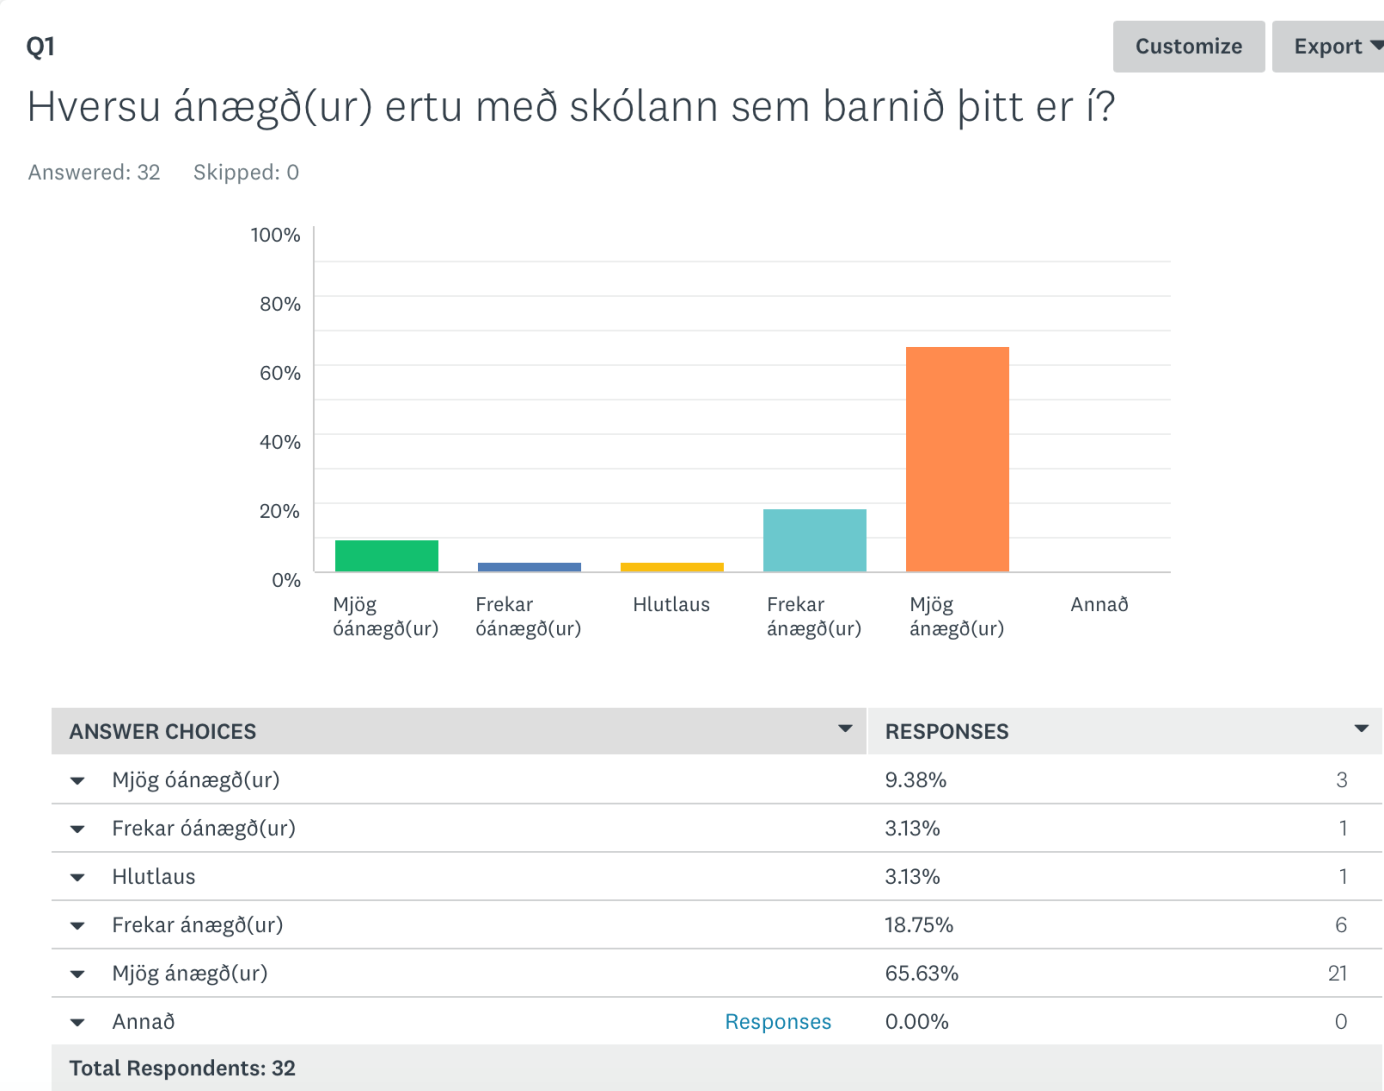 Q1
Customize
Export
Hversu ánægð(ur) ertu með skólann sem barnið þitt er í?
Answered: 32 Skipped: 0
100%
80%
60%
40%
20%
0%
Mjög óánægð(ur)
Frekar óánægð(ur)
Hlutlaus
Frekar ánægð(ur)
Mjög ánægð(ur)
Annað
ANSWER CHOICES RESPONSES
Mjög óánægð(ur) 9.38% 3
Frekar óánægð(ur) 3.13% 1
Hlutlaus 3.13% 1
Frekar ánægð(ur) 18.75% 6
Mjög ánægð(ur) 65.63% 21
Annað Responses 0.00% 0
Total Respondents: 32